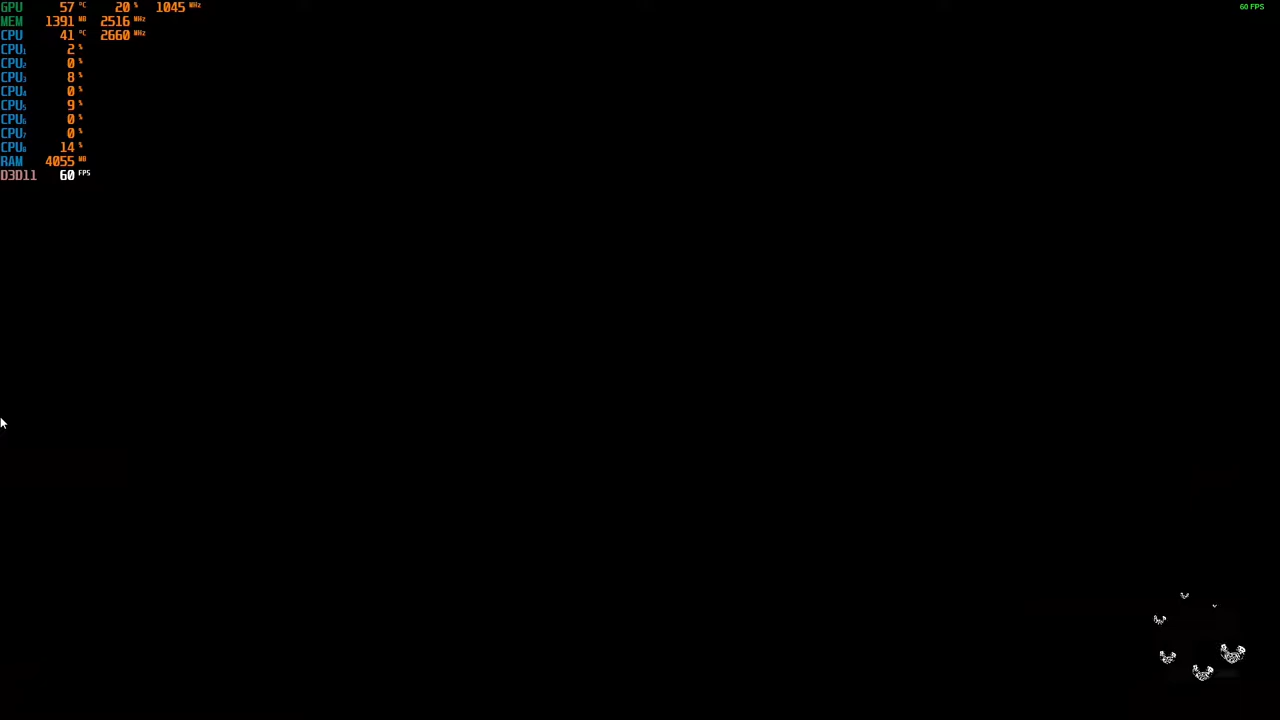 GPU 57 °C 20 % 1045 MHz
MEM 1391 MB 2516 MHz
CPU 41 °C 2660 MHz
CPU1 2 %
CPU2 0 %
CPU3 8 %
CPU4 0 %
CPU5 9 %
CPU6 0 %
CPU7 0 %
CPU8 14 %
RAM 4055 MB
D3D11 60 FPS
60 FPS